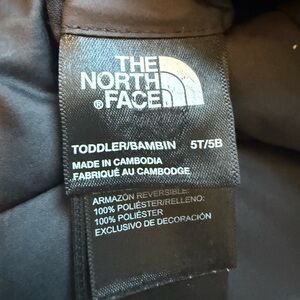 THE
NORTH
®FACE
TODDLER/BAMBIN 5T/5B
MADE IN CAMBODIA
FABRIQUÉ AU CAMBODGE
ARMAZÓN REVERSIBLE:
100% POLIÉSTER/RELLENO:
100% POLIÉSTER
EXCLUSIVO DE DECORACIÓN